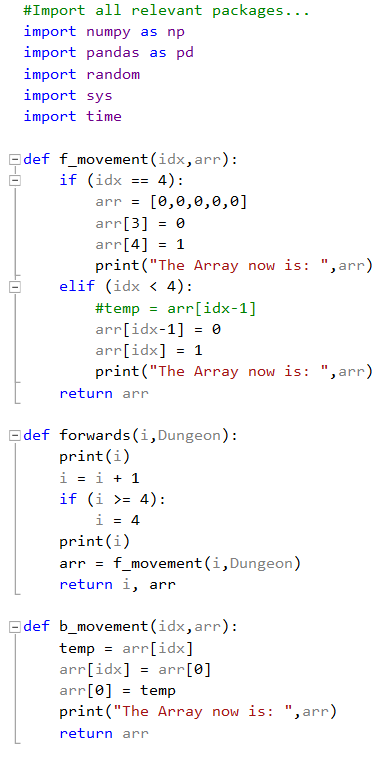 #Import all relevant packages...
import numpy as np
import pandas as pd
import random
import sys
import time
def f_movement(idx,arr):
    if (idx == 4):
        arr = [0,0,0,0,0]
        arr[3] = 0
        arr[4] = 1
        print("The Array now is: ",arr)
    elif (idx < 4):
        #temp = arr[idx-1]
        arr[idx-1] = 0
        arr[idx] = 1
        print("The Array now is: ",arr)
    return arr
def forwards(i,Dungeon):
    print(i)
    i = i + 1
    if (i >= 4):
        i = 4
    print(i)
    arr = f_movement(i,Dungeon)
    return i, arr
def b_movement(idx,arr):
    temp = arr[idx]
    arr[idx] = arr[0]
    arr[0] = temp
    print("The Array now is: ",arr)
    return arr